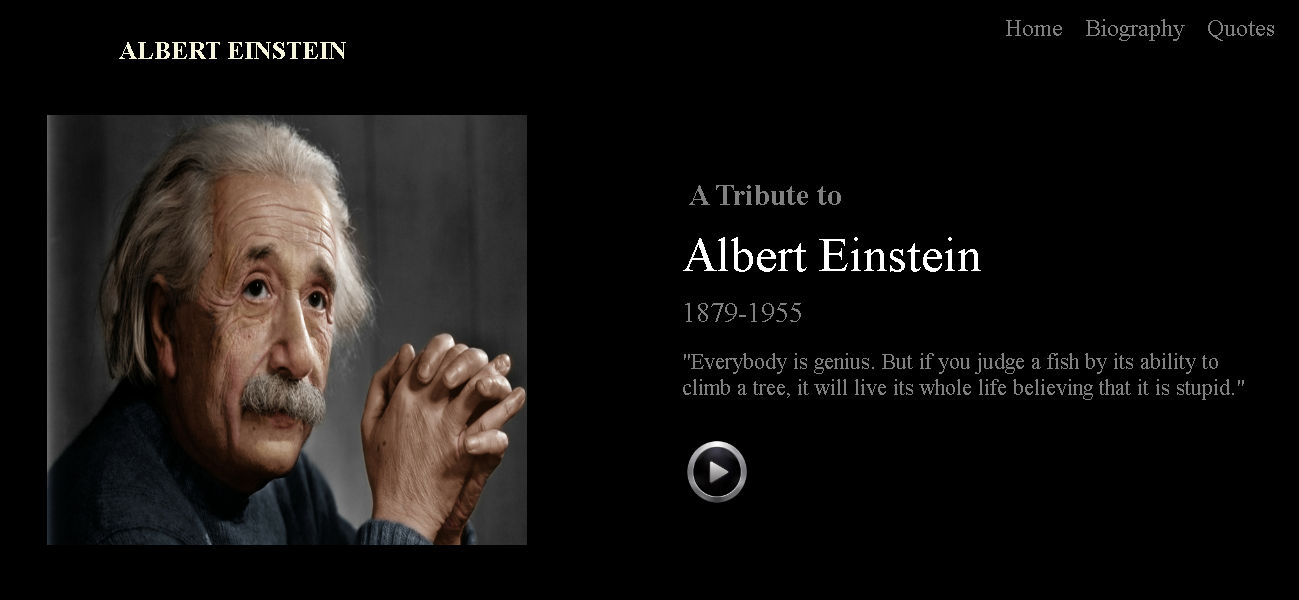 ALBERT EINSTEIN
Home Biography Quotes
A Tribute to
Albert Einstein
1879-1955
"Everybody is genius. But if you judge a fish by its ability to
climb a tree, it will live its whole life believing that it is stupid."